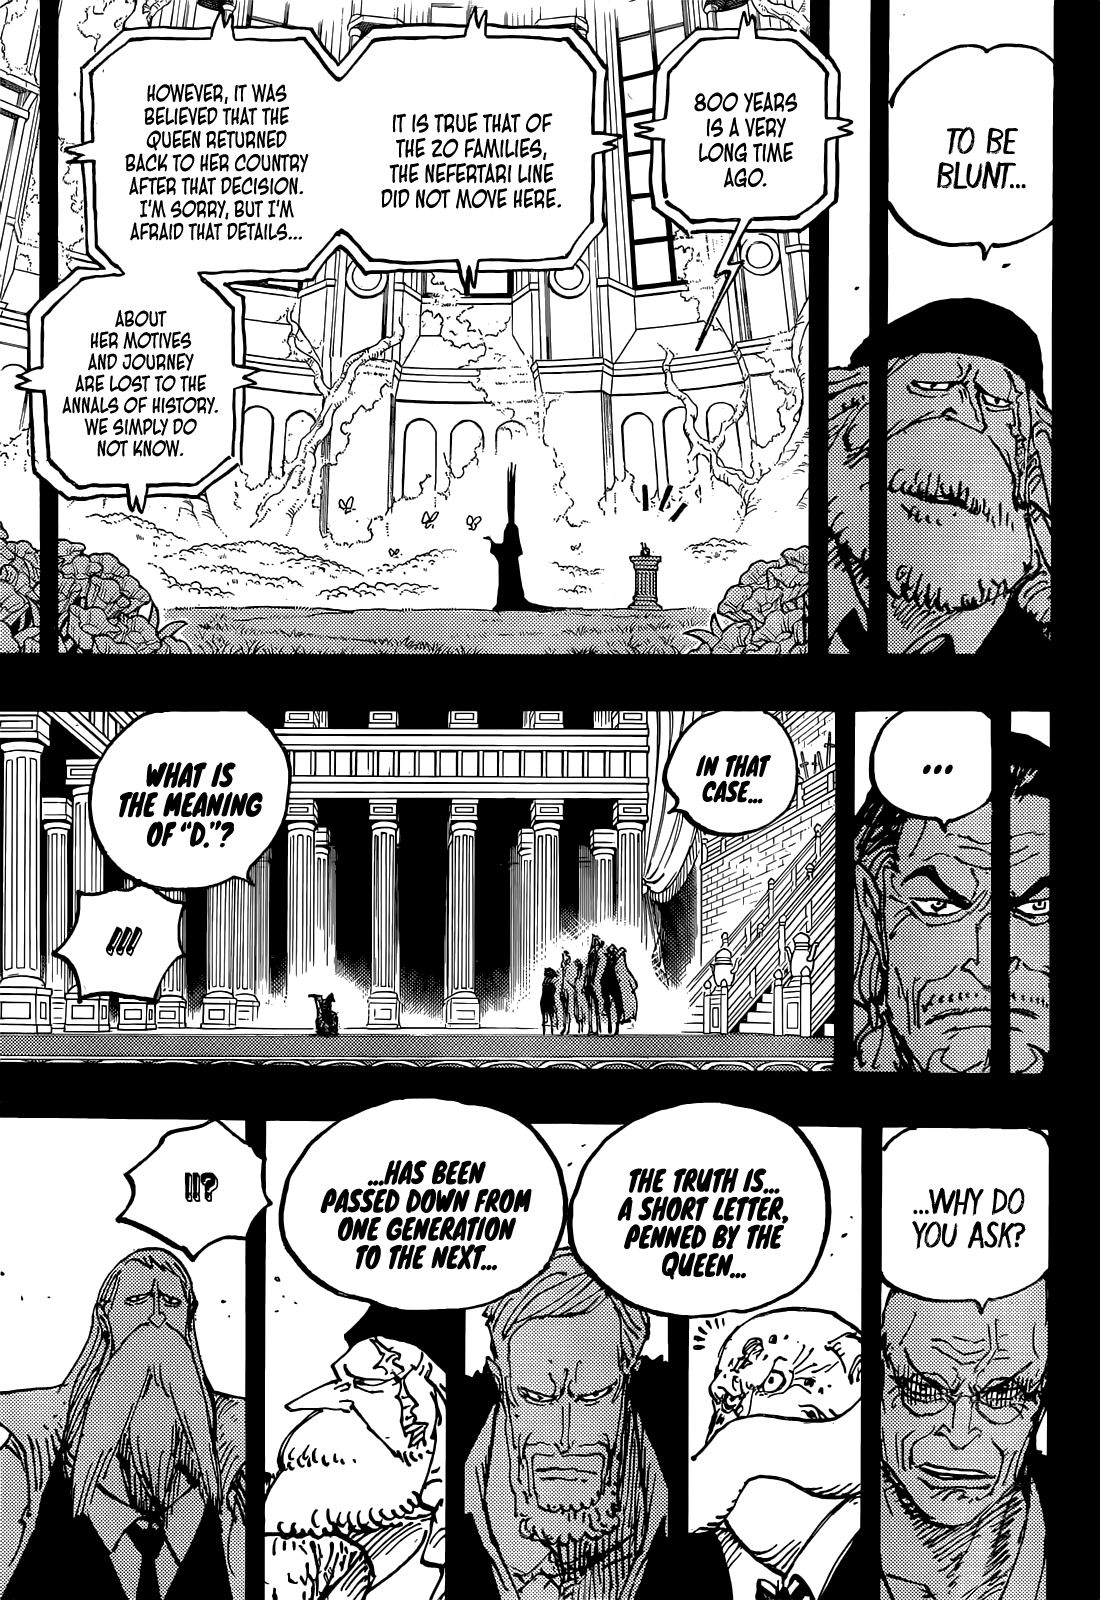 TO BE
BLUNT...
800 YEARS
IS A VERY
LONG TIME
AGO.
IT IS TRUE THAT OF
THE 20 FAMILIES,
THE NEFERTARI LINE
DID NOT MOVE HERE.
HOWEVER, IT WAS
BELIEVED THAT THE
QUEEN RETURNED
BACK TO HER COUNTRY
AFTER THAT DECISION.
I'M SORRY, BUT I'M
AFRAID THAT DETAILS...
ABOUT
HER MOTIVES
AND JOURNEY
ARE LOST TO THE
ANNALS OF HISTORY.
WE SIMPLY DO
NOT KNOW.
...
IN THAT
CASE...
WHAT IS
THE MEANING
OF "D."?
!!!
...WHY DO
YOU ASK?
THE TRUTH IS...
A SHORT LETTER,
PENNED BY THE
QUEEN...
...HAS BEEN
PASSED DOWN FROM
ONE GENERATION
TO THE NEXT...
!!?